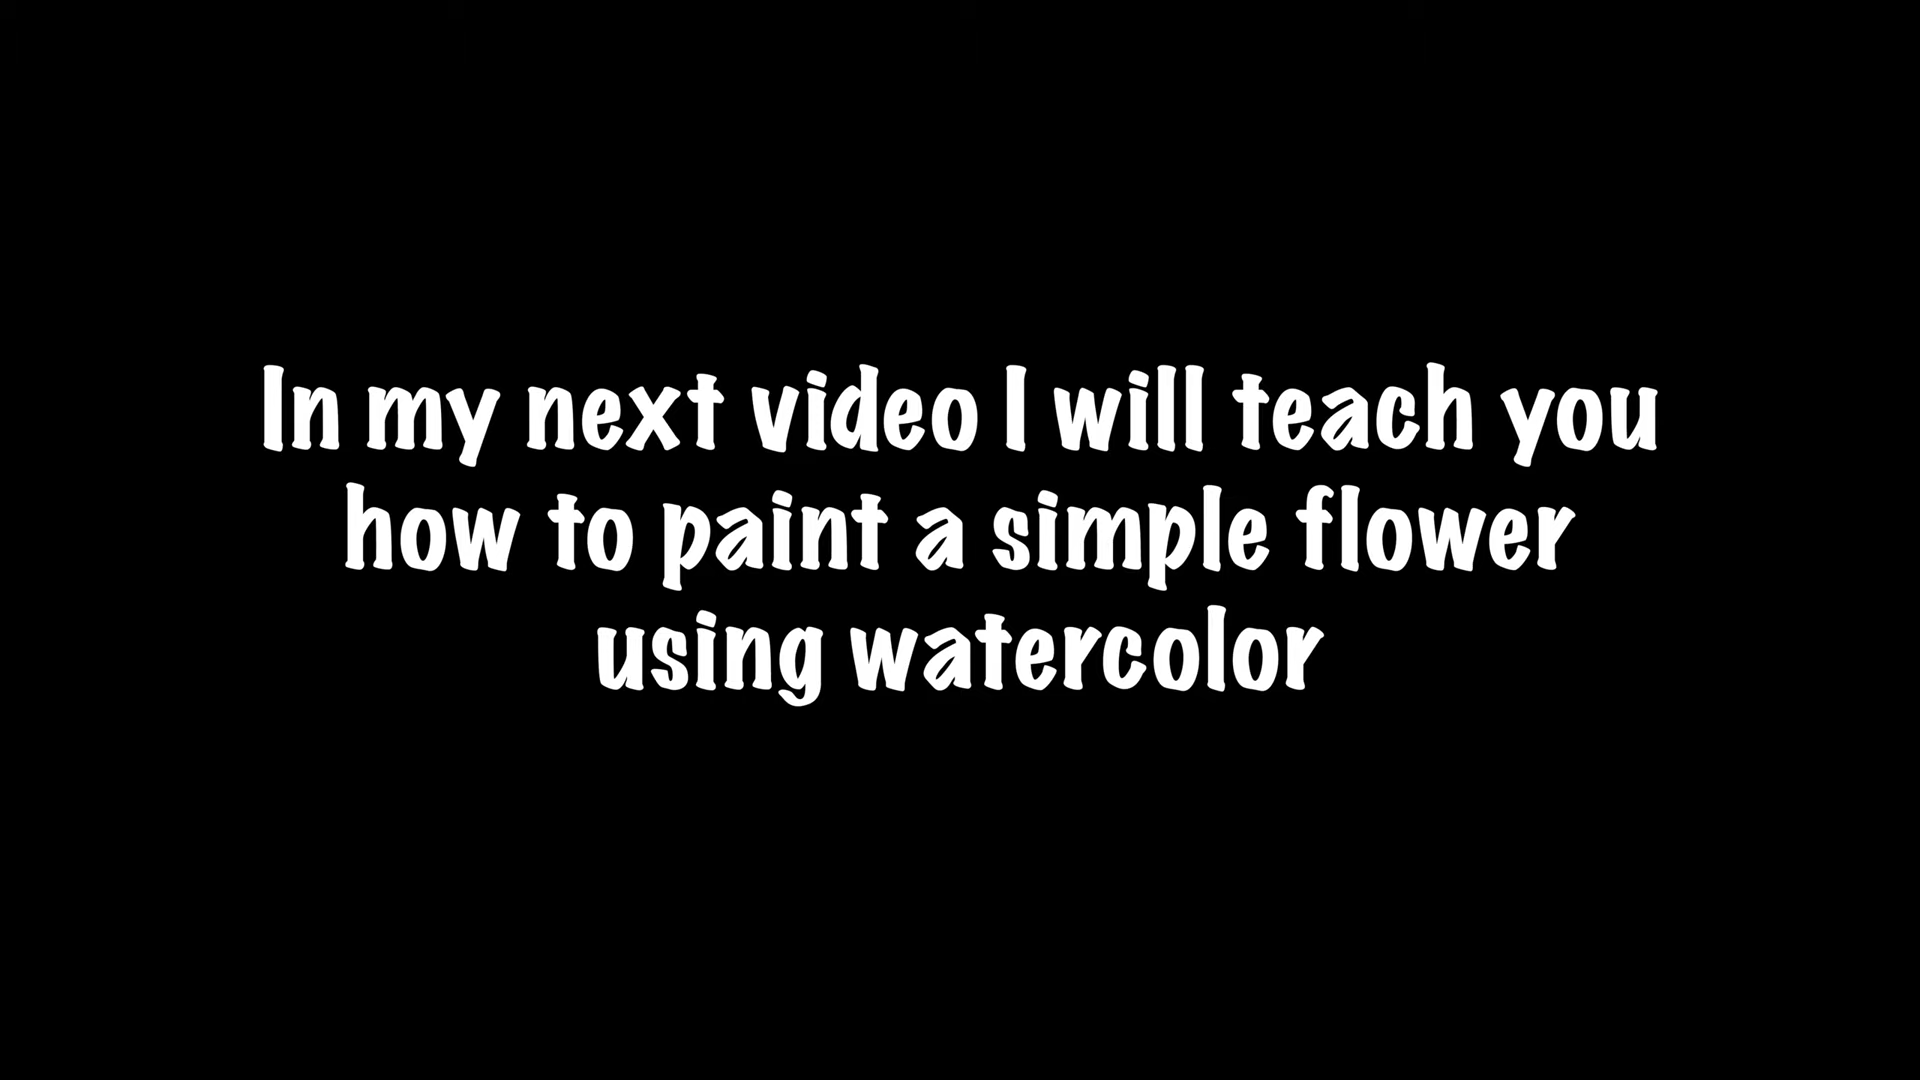 In my next video I will teach you
how to paint a simple flower
using watercolor